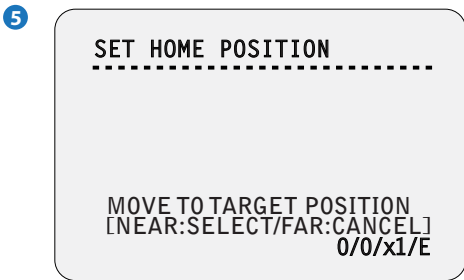 5
SET HOME POSITION
MOVE TO TARGET POSITION
[NEAR:SELECT/FAR:CANCEL]
0/0/x1/E